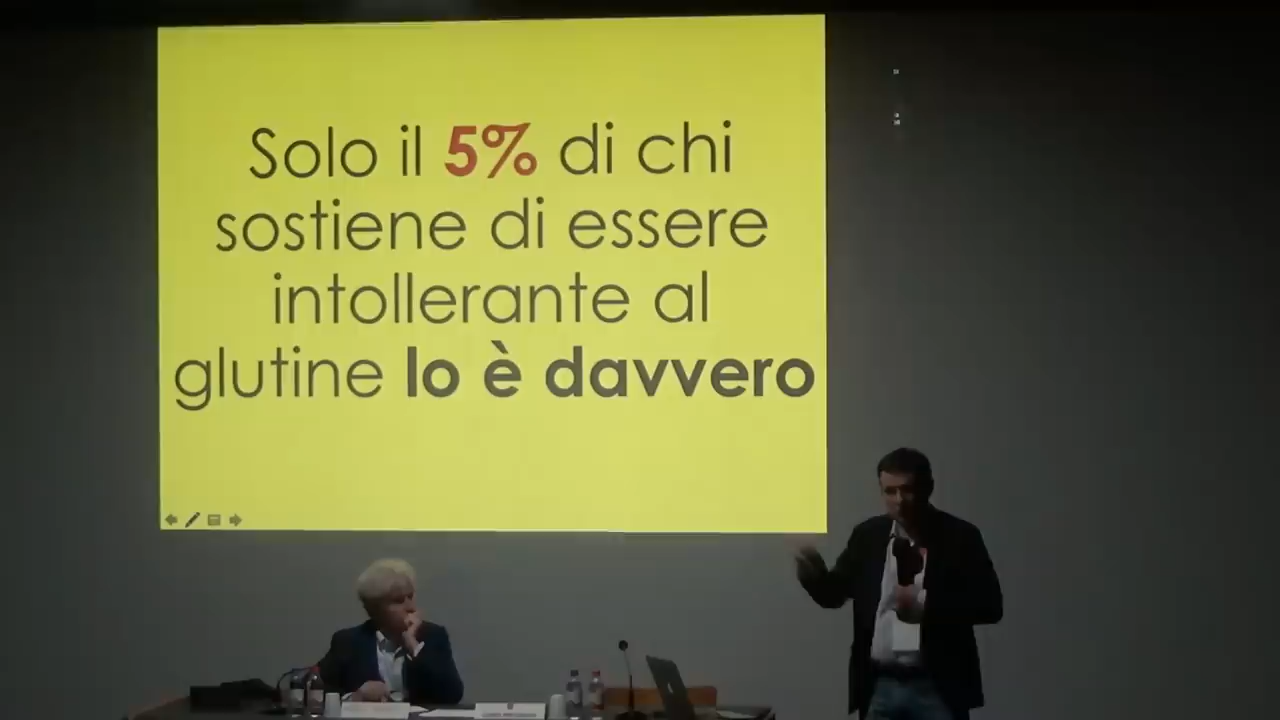 Solo il 5% di chi
sostiene di essere
intollerante al
glutine lo è davvero